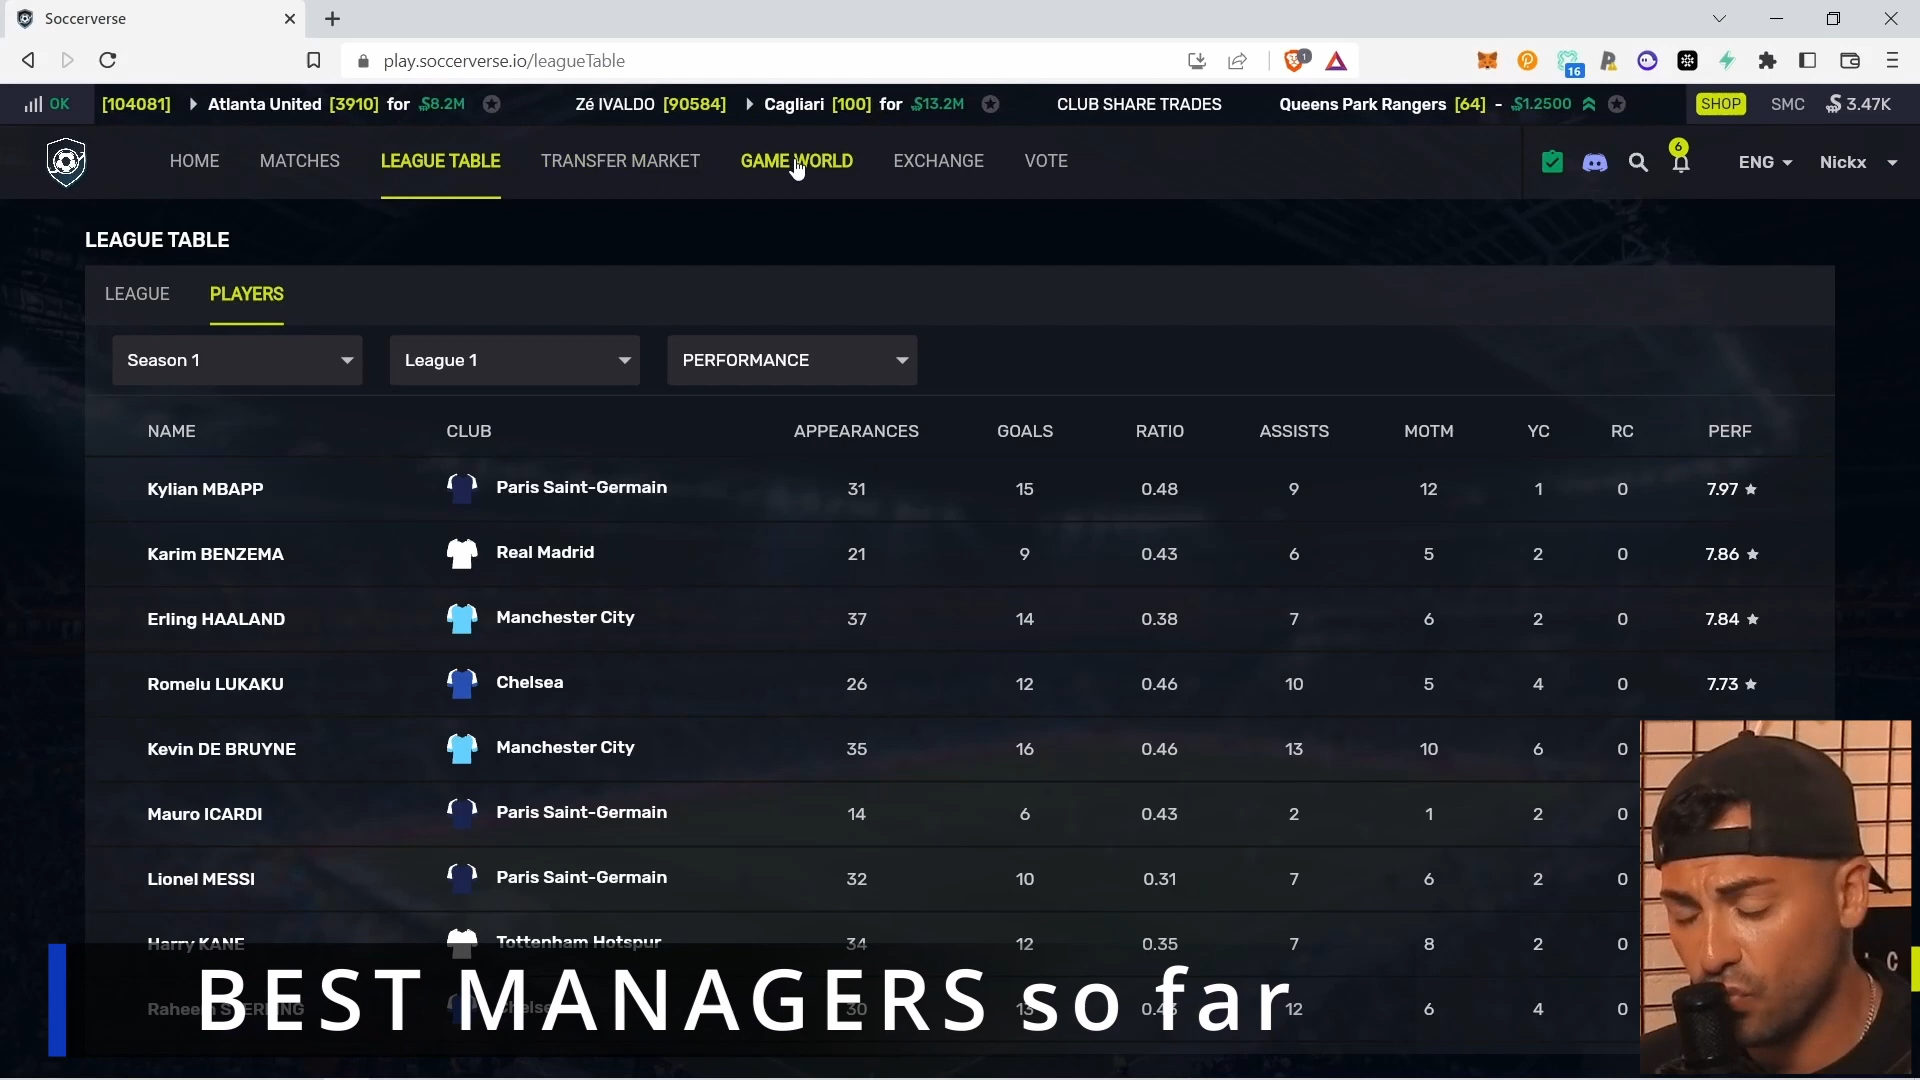 Soccerverse
play.soccerverse.io/leagueTable
1
16
OK [104081] Atlanta United [3910] for $8.2M Zé IVALDO [90584] Cagliari [100] for $13.2M CLUB SHARE TRADES Queens Park Rangers [64] - $1.2500 SHOP SMC $ 3.47K
HOME MATCHES LEAGUE TABLE TRANSFER MARKET GAME WORLD EXCHANGE VOTE 6 ENG Nickx
LEAGUE TABLE
LEAGUE PLAYERS
Season 1 League 1 PERFORMANCE
NAME CLUB APPEARANCES GOALS RATIO ASSISTS MOTM YC RC PERF
Kylian MBAPP Paris Saint-Germain 31 15 0.48 9 12 1 0 7.97
Karim BENZEMA Real Madrid 21 9 0.43 6 5 2 0 7.86
Erling HAALAND Manchester City 37 14 0.38 7 6 2 0 7.84
Romelu LUKAKU Chelsea 26 12 0.46 10 5 4 0 7.73
Kevin DE BRUYNE Manchester City 35 16 0.46 13 10 6 0
Mauro ICARDI Paris Saint-Germain 14 6 0.43 2 1 2 0
Lionel MESSI Paris Saint-Germain 32 10 0.31 7 6 2 0
Harry KANE Tottenham Hotspur 34 12 0.35 7 8 2 0
Raheem STERLING Chelsea 30 13 12 6 4 0
BEST MANAGERS so far